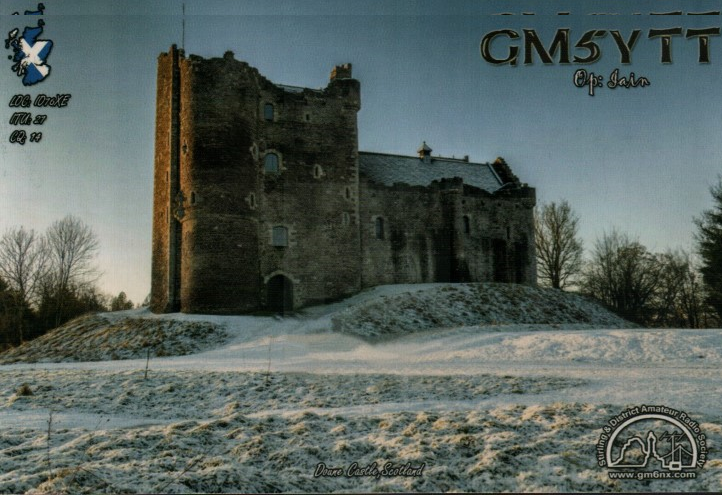 GM5YTT
Op: Iain
LOC: IO76XE
ITU: 27
CQ: 14
Doune Castle, Scotland
Stirling & District Amateur Radio Society
www.gm6nx.com